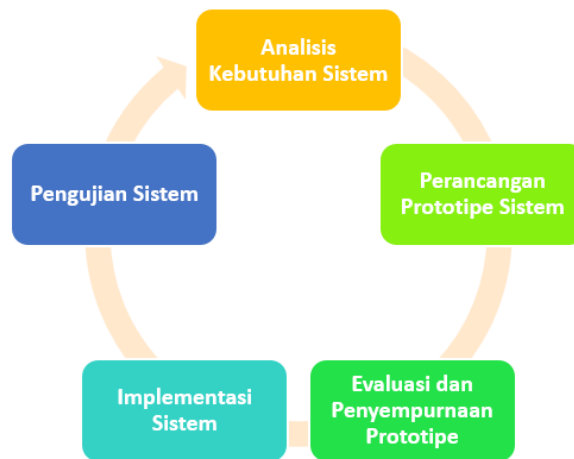 Analisis
Kebutuhan Sistem
Perancangan
Prototipe Sistem
Evaluasi dan
Penyempurnaan
Prototipe
Implementasi
Sistem
Pengujian Sistem